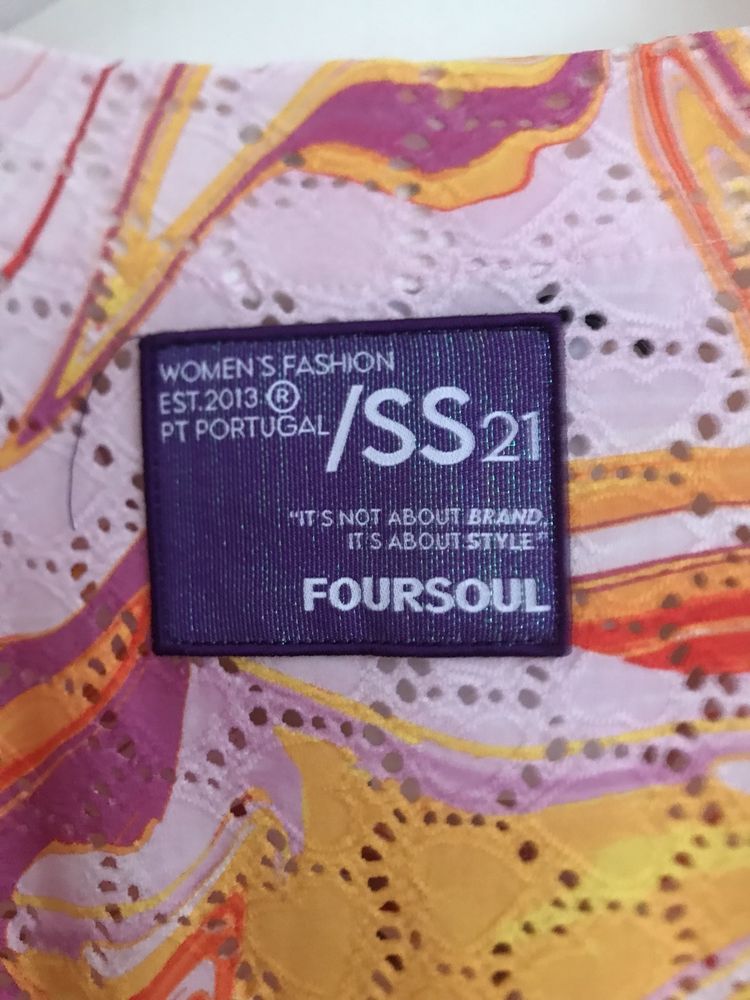 WOMEN'S FASHION
EST.2013 ®
PT PORTUGAL
/SS21
"IT'S NOT ABOUT BRAND,
IT'S ABOUT STYLE"
FOURSOUL